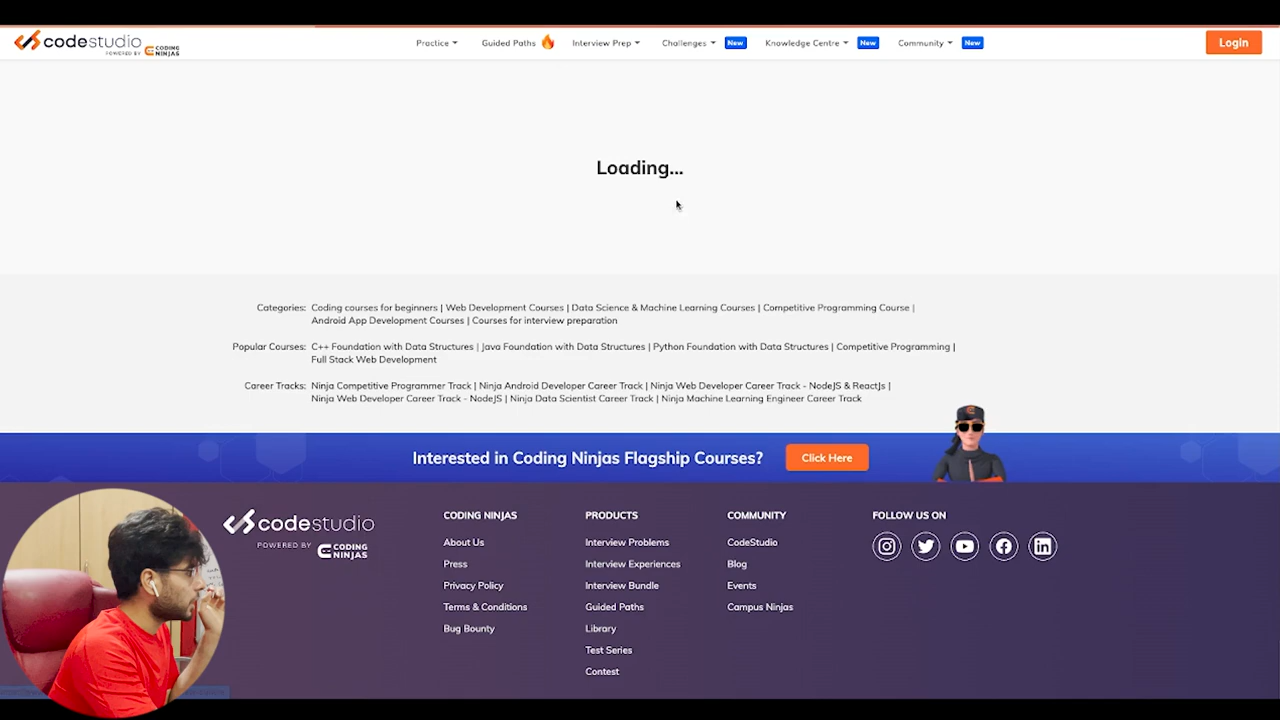 codestudio
POWERED BY CODING NINJAS
Practice
Guided Paths
Interview Prep
Challenges
New
Knowledge Centre
New
Community
New
Login
Loading...
Categories: Coding courses for beginners | Web Development Courses | Data Science & Machine Learning Courses | Competitive Programming Course |
Android App Development Courses | Courses for interview preparation
Popular Courses: C++ Foundation with Data Structures | Java Foundation with Data Structures | Python Foundation with Data Structures | Competitive Programming |
Full Stack Web Development
Career Tracks: Ninja Competitive Programmer Track | Ninja Android Developer Career Track | Ninja Web Developer Career Track - NodeJS & ReactJs |
Ninja Web Developer Career Track - NodeJS | Ninja Data Scientist Career Track | Ninja Machine Learning Engineer Career Track
Interested in Coding Ninjas Flagship Courses?
Click Here
codestudio
POWERED BY CODING NINJAS
CODING NINJAS
About Us
Press
Privacy Policy
Terms & Conditions
Bug Bounty
PRODUCTS
Interview Problems
Interview Experiences
Interview Bundle
Guided Paths
Library
Test Series
Contest
COMMUNITY
CodeStudio
Blog
Events
Campus Ninjas
FOLLOW US ON